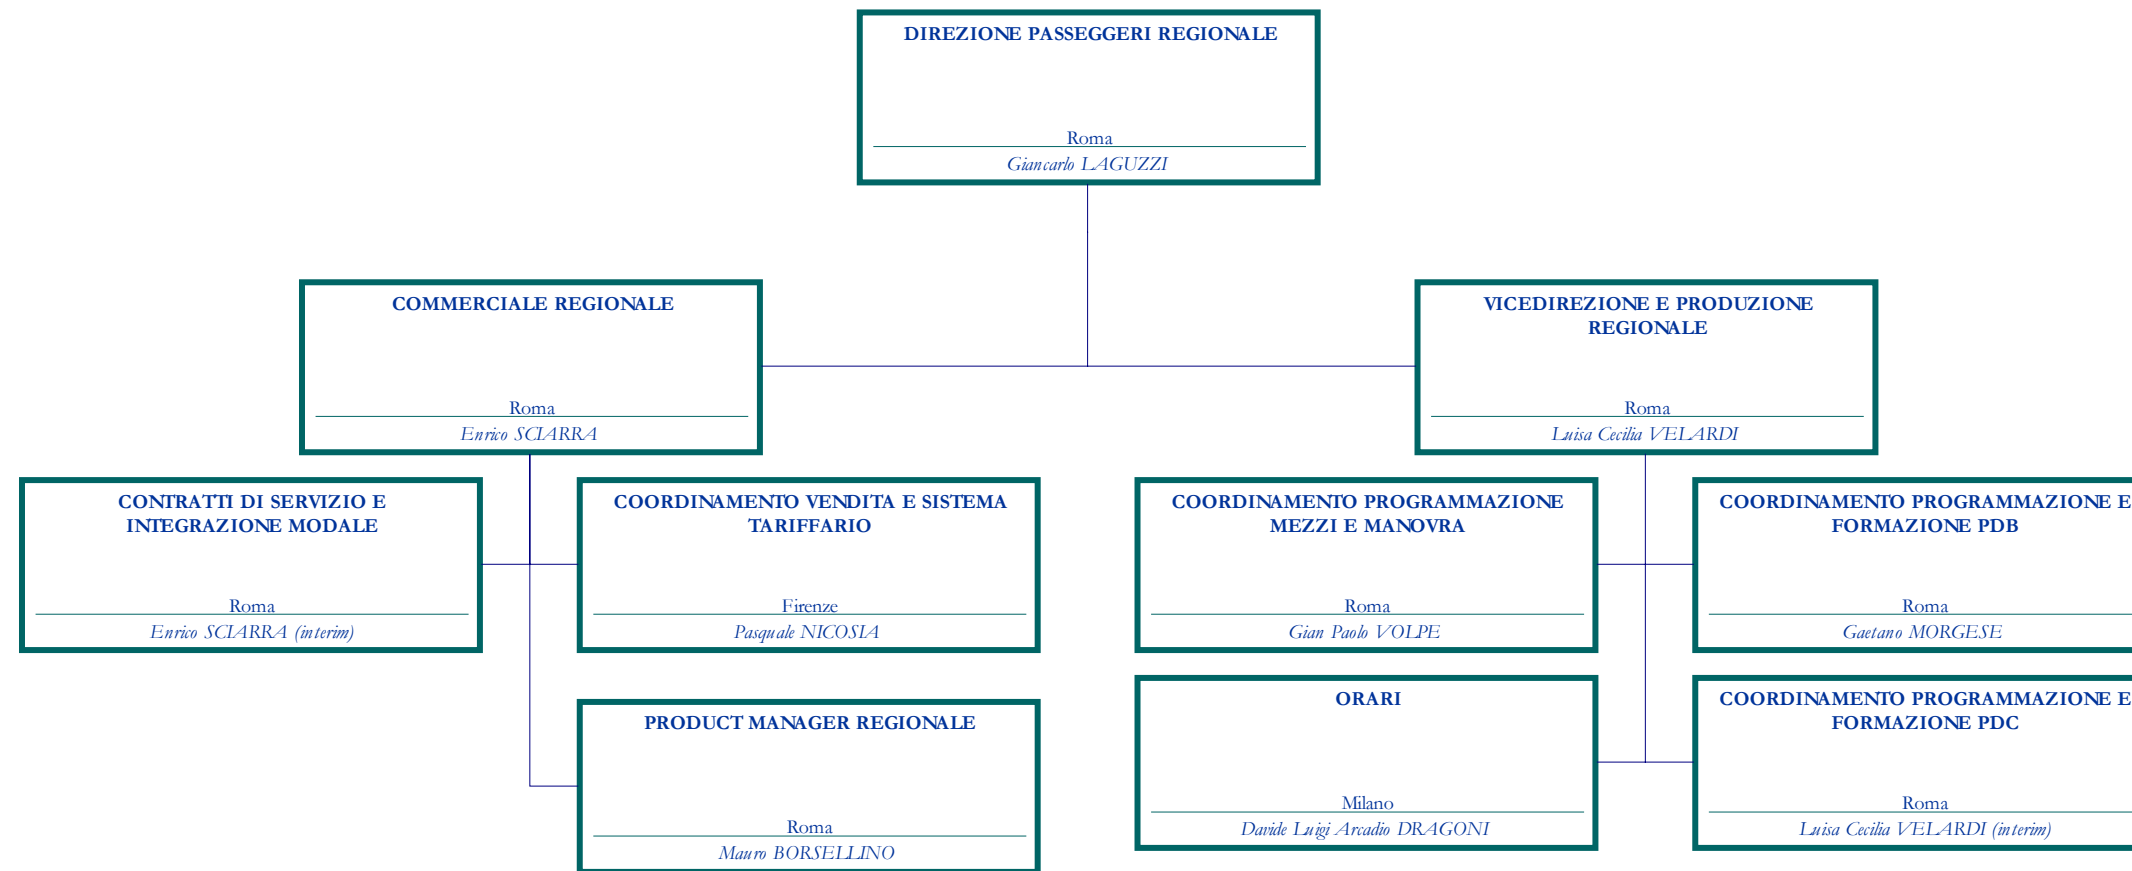 DIREZIONE PASSEGGERI REGIONALE
Roma
Giancarlo LAGUZZI
COMMERCIALE REGIONALE
Roma
Enrico SCIARRA
VICEDIREZIONE E PRODUZIONE
REGIONALE
Roma
Luisa Cecilia VELARDI
CONTRATTI DI SERVIZIO E
INTEGRAZIONE MODALE
Roma
Enrico SCIARRA (interim)
COORDINAMENTO VENDITA E SISTEMA
TARIFFARIO
Firenze
Pasquale NICOSIA
COORDINAMENTO PROGRAMMAZIONE
MEZZI E MANOVRA
Roma
Gian Paolo VOLPE
COORDINAMENTO PROGRAMMAZIONE E
FORMAZIONE PDB
Roma
Gaetano MORGESE
PRODUCT MANAGER REGIONALE
Roma
Mauro BORSELLINO
ORARI
Milano
Davide Luigi Arcadio DRAGONI
COORDINAMENTO PROGRAMMAZIONE E
FORMAZIONE PDC
Roma
Luisa Cecilia VELARDI (interim)